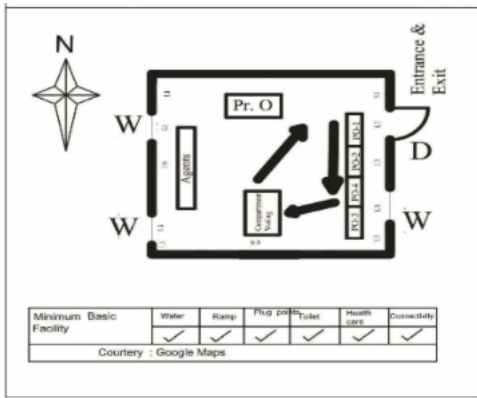 N
Entrance &
Exit
Pr. O
W
D
Agents
PO-1
PO-2
PO-4
PO-3
Compartment
Voting
W
W
Minimum Basic
Facility
Water
Ramp
Plug points
Toilet
Health
care
Connectivity
Courtery : Google Maps